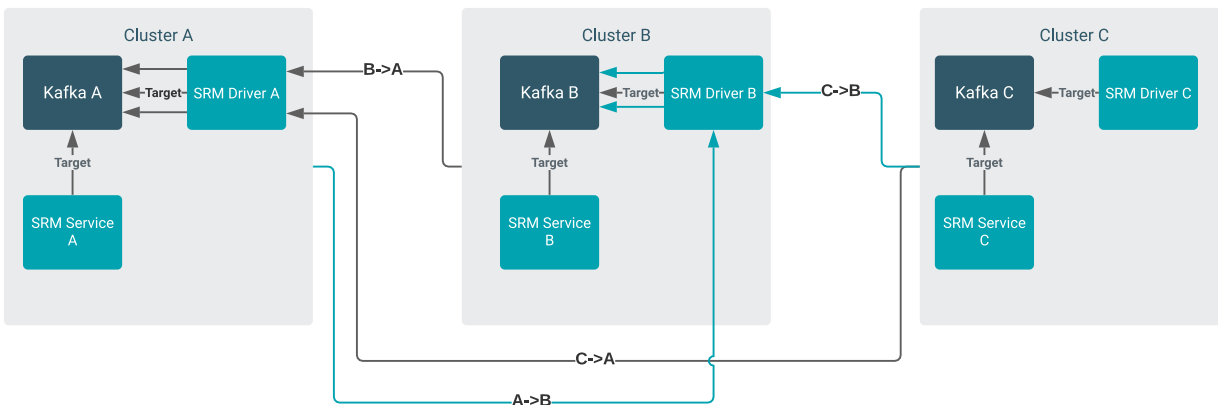 Cluster A
Kafka A
Target
SRM Driver A
Target
SRM Service
A
B->A
Cluster B
Kafka B
Target
SRM Driver B
Target
SRM Service
B
C->B
Cluster C
Kafka C
Target
SRM Driver C
Target
SRM Service
C
C->A
A->B